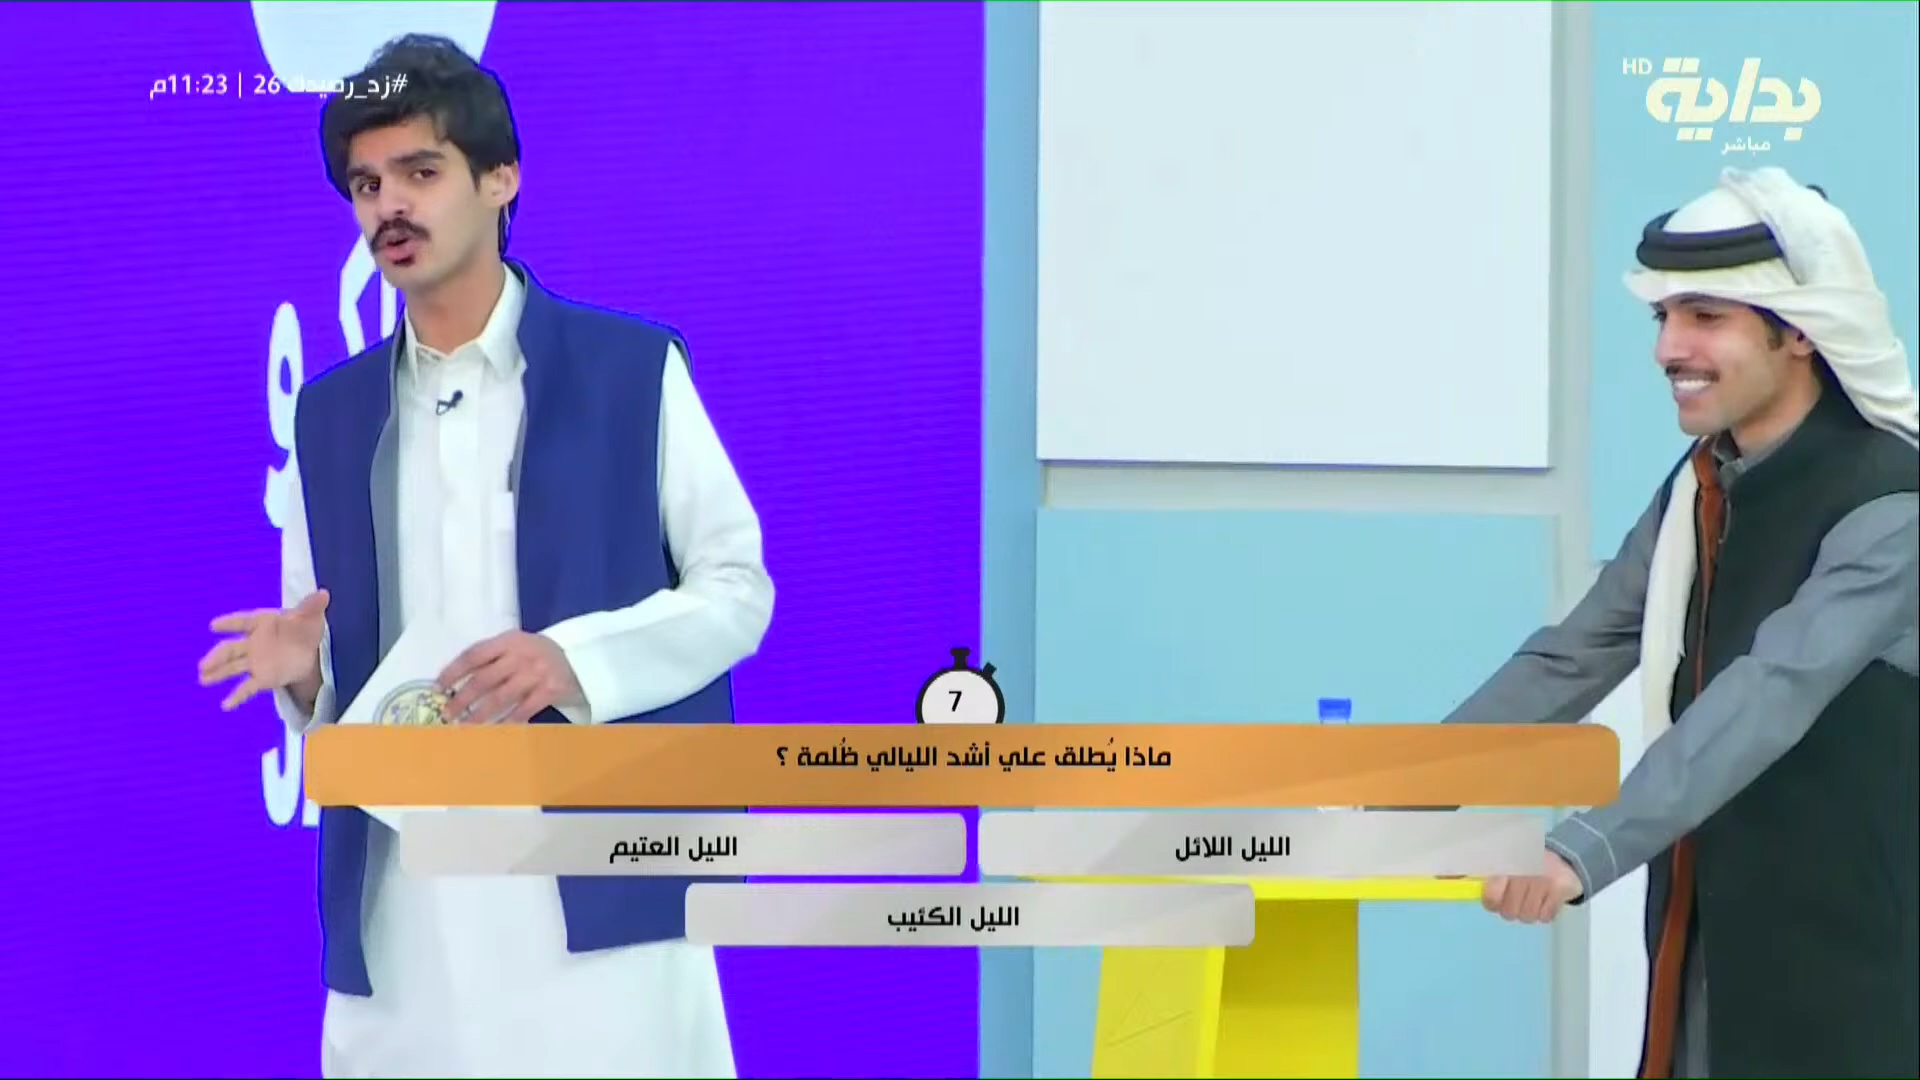 #زد_رصيدك 26 | 11:23م
بداية HD
مباشر
7
ماذا يُطلق علي أشد الليالي ظُلمة ؟
الليل اللائل
الليل العتيم
الليل الكئيب